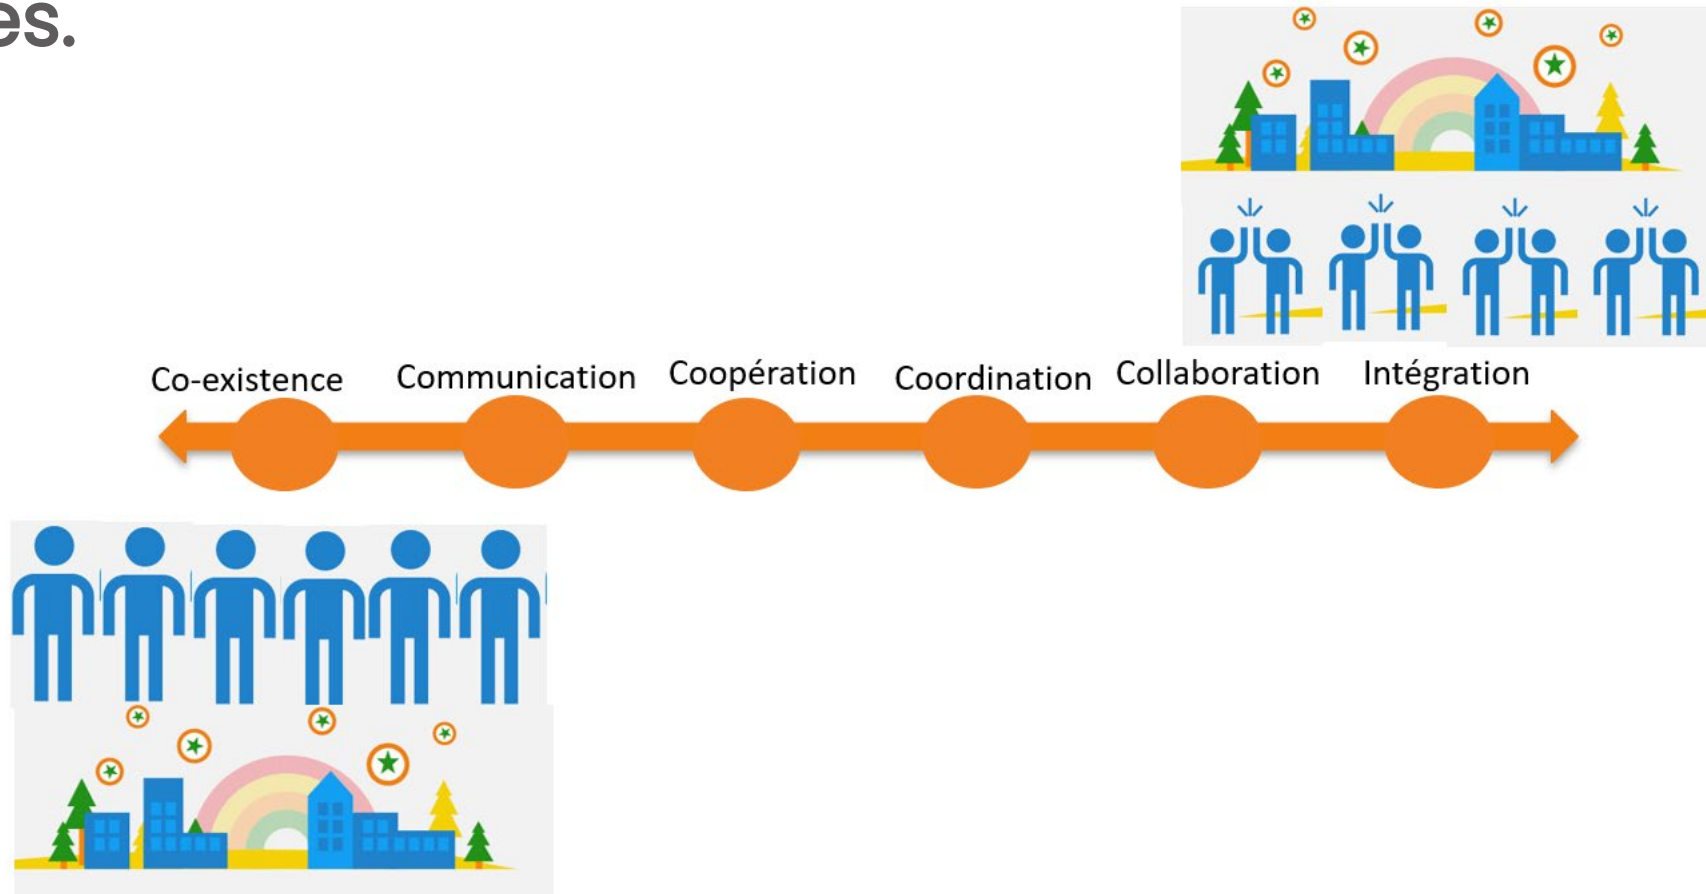 es.
Co-existence
Communication
Coopération
Coordination
Collaboration
Intégration